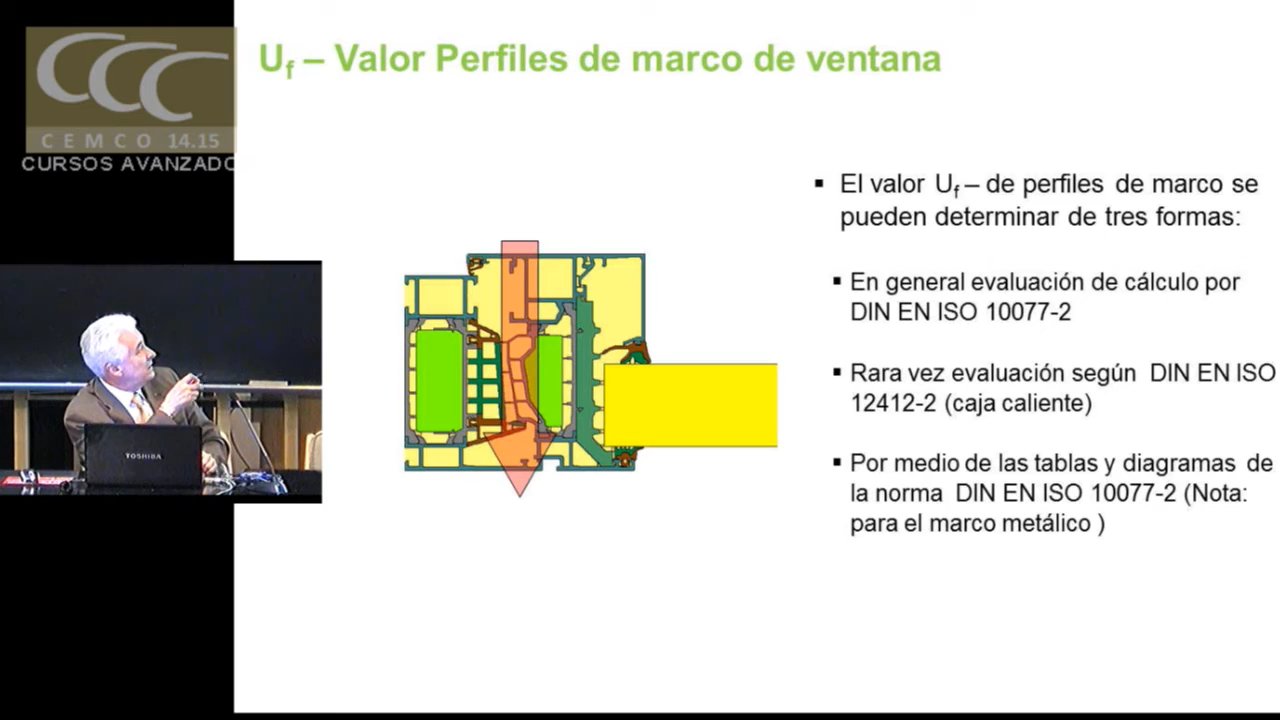 CCC
CEMCO 14.15
CURSOS AVANZADO
Uf – Valor Perfiles de marco de ventana
▪ El valor Uf – de perfiles de marco se
pueden determinar de tres formas:
▪ En general evaluación de cálculo por
DIN EN ISO 10077-2
▪ Rara vez evaluación según DIN EN ISO
12412-2 (caja caliente)
▪ Por medio de las tablas y diagramas de
la norma DIN EN ISO 10077-2 (Nota:
para el marco metálico )
TOSHIBA